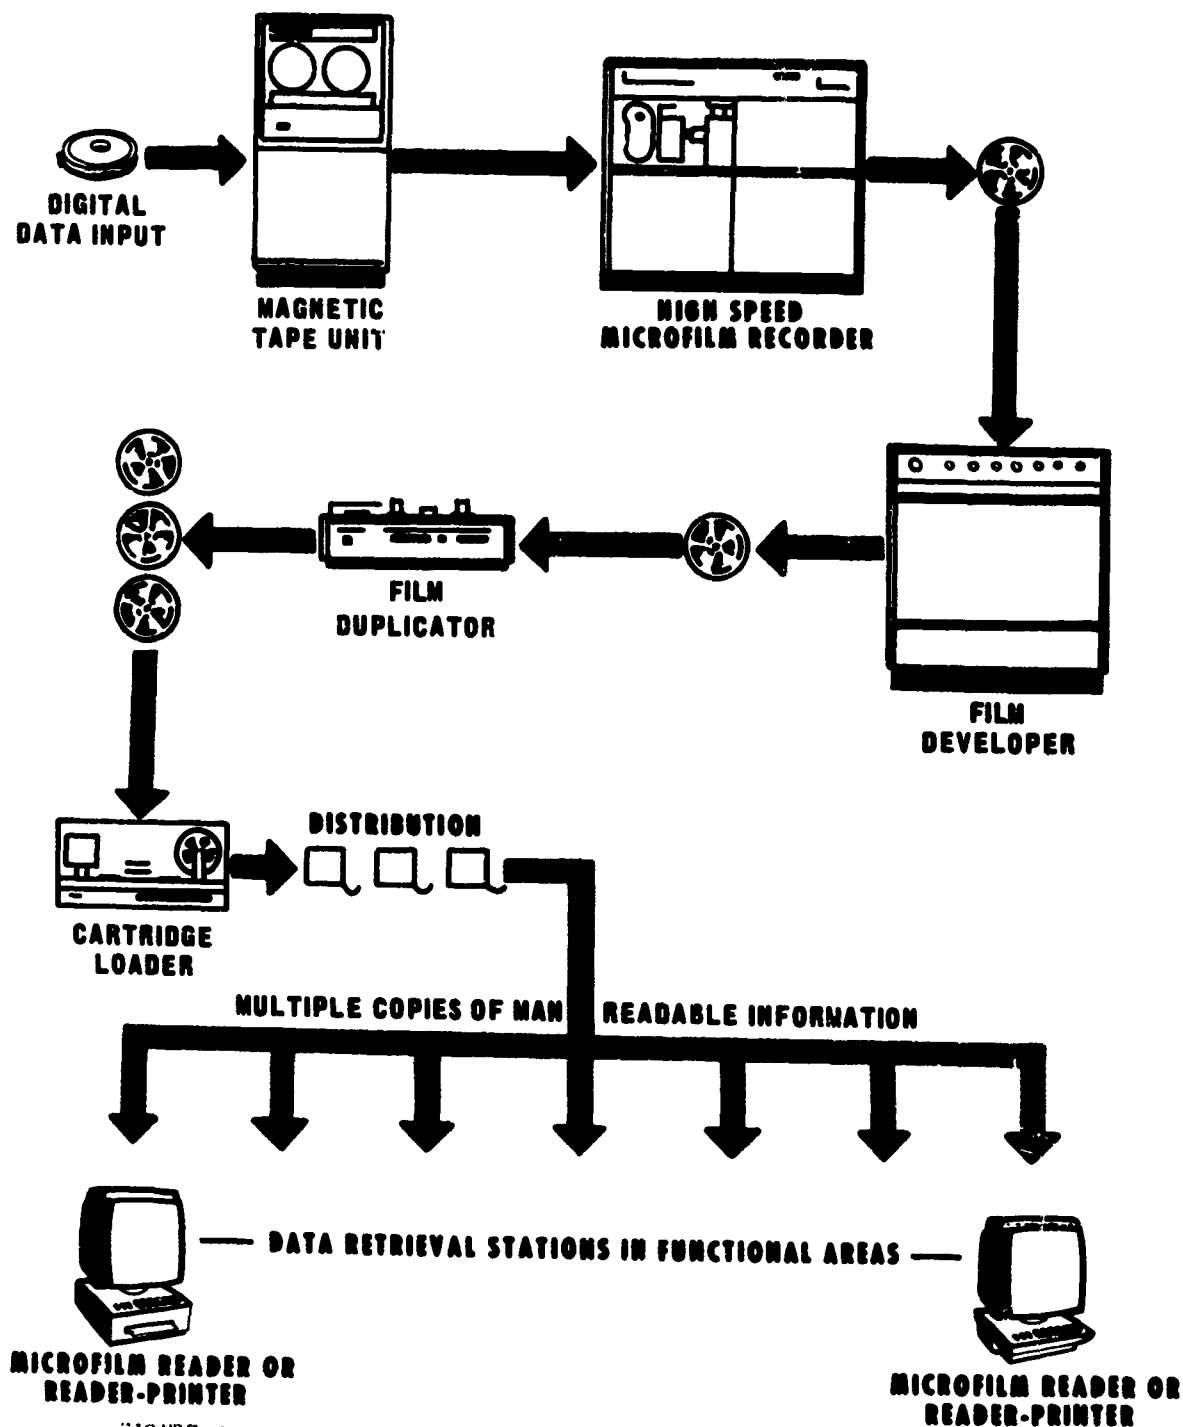 DIGITAL
DATA INPUT
MAGNETIC
TAPE UNIT
HIGH SPEED
MICROFILM RECORDER
FILM
DUPLICATOR
FILM
DEVELOPER
DISTRIBUTION
CARTRIDGE
LOADER
MULTIPLE COPIES OF MAN READABLE INFORMATION
DATA RETRIEVAL STATIONS IN FUNCTIONAL AREAS
MICROFILM READER OR
READER-PRINTER
MICROFILM READER OR
READER-PRINTER